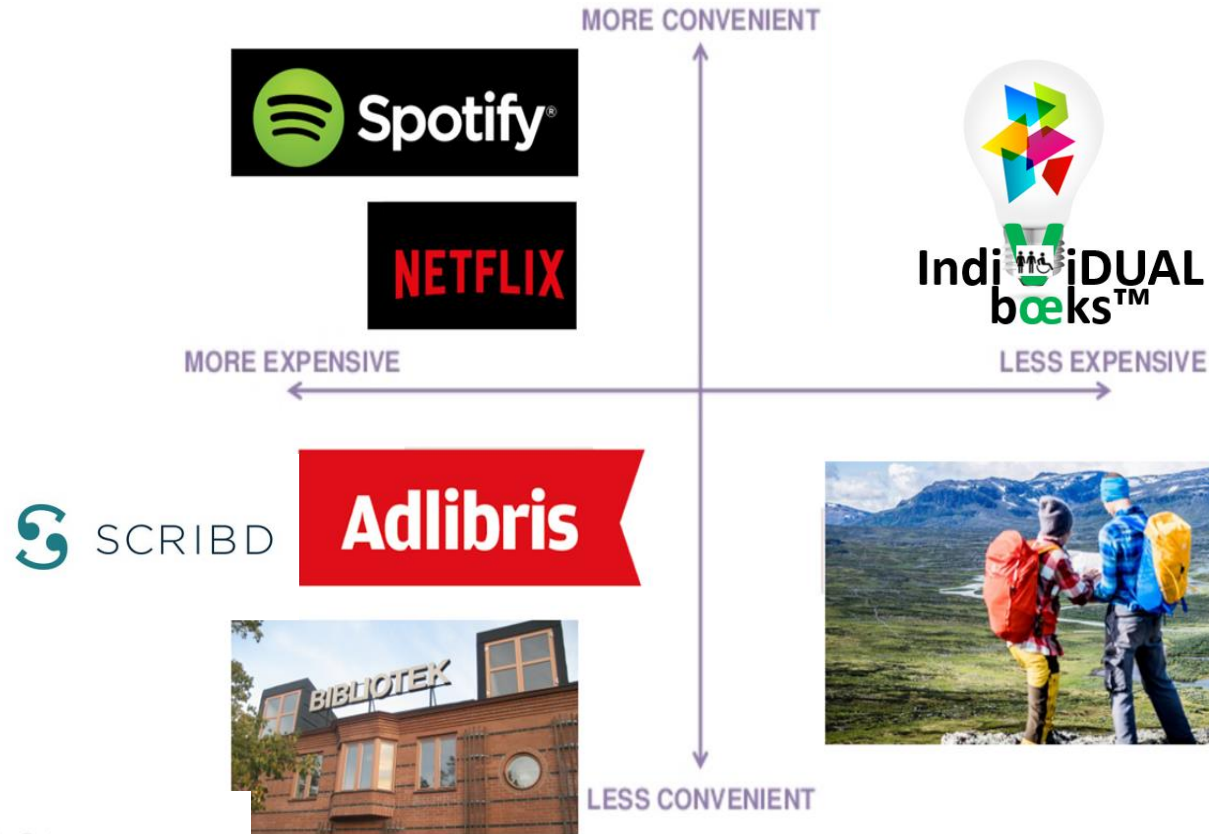 MORE CONVENIENT
Spotify®
NETFLIX
IndiViDUAL
bœks™
MORE EXPENSIVE
LESS EXPENSIVE
SCRIBD
Adlibris
BIBLIOTEK
LESS CONVENIENT